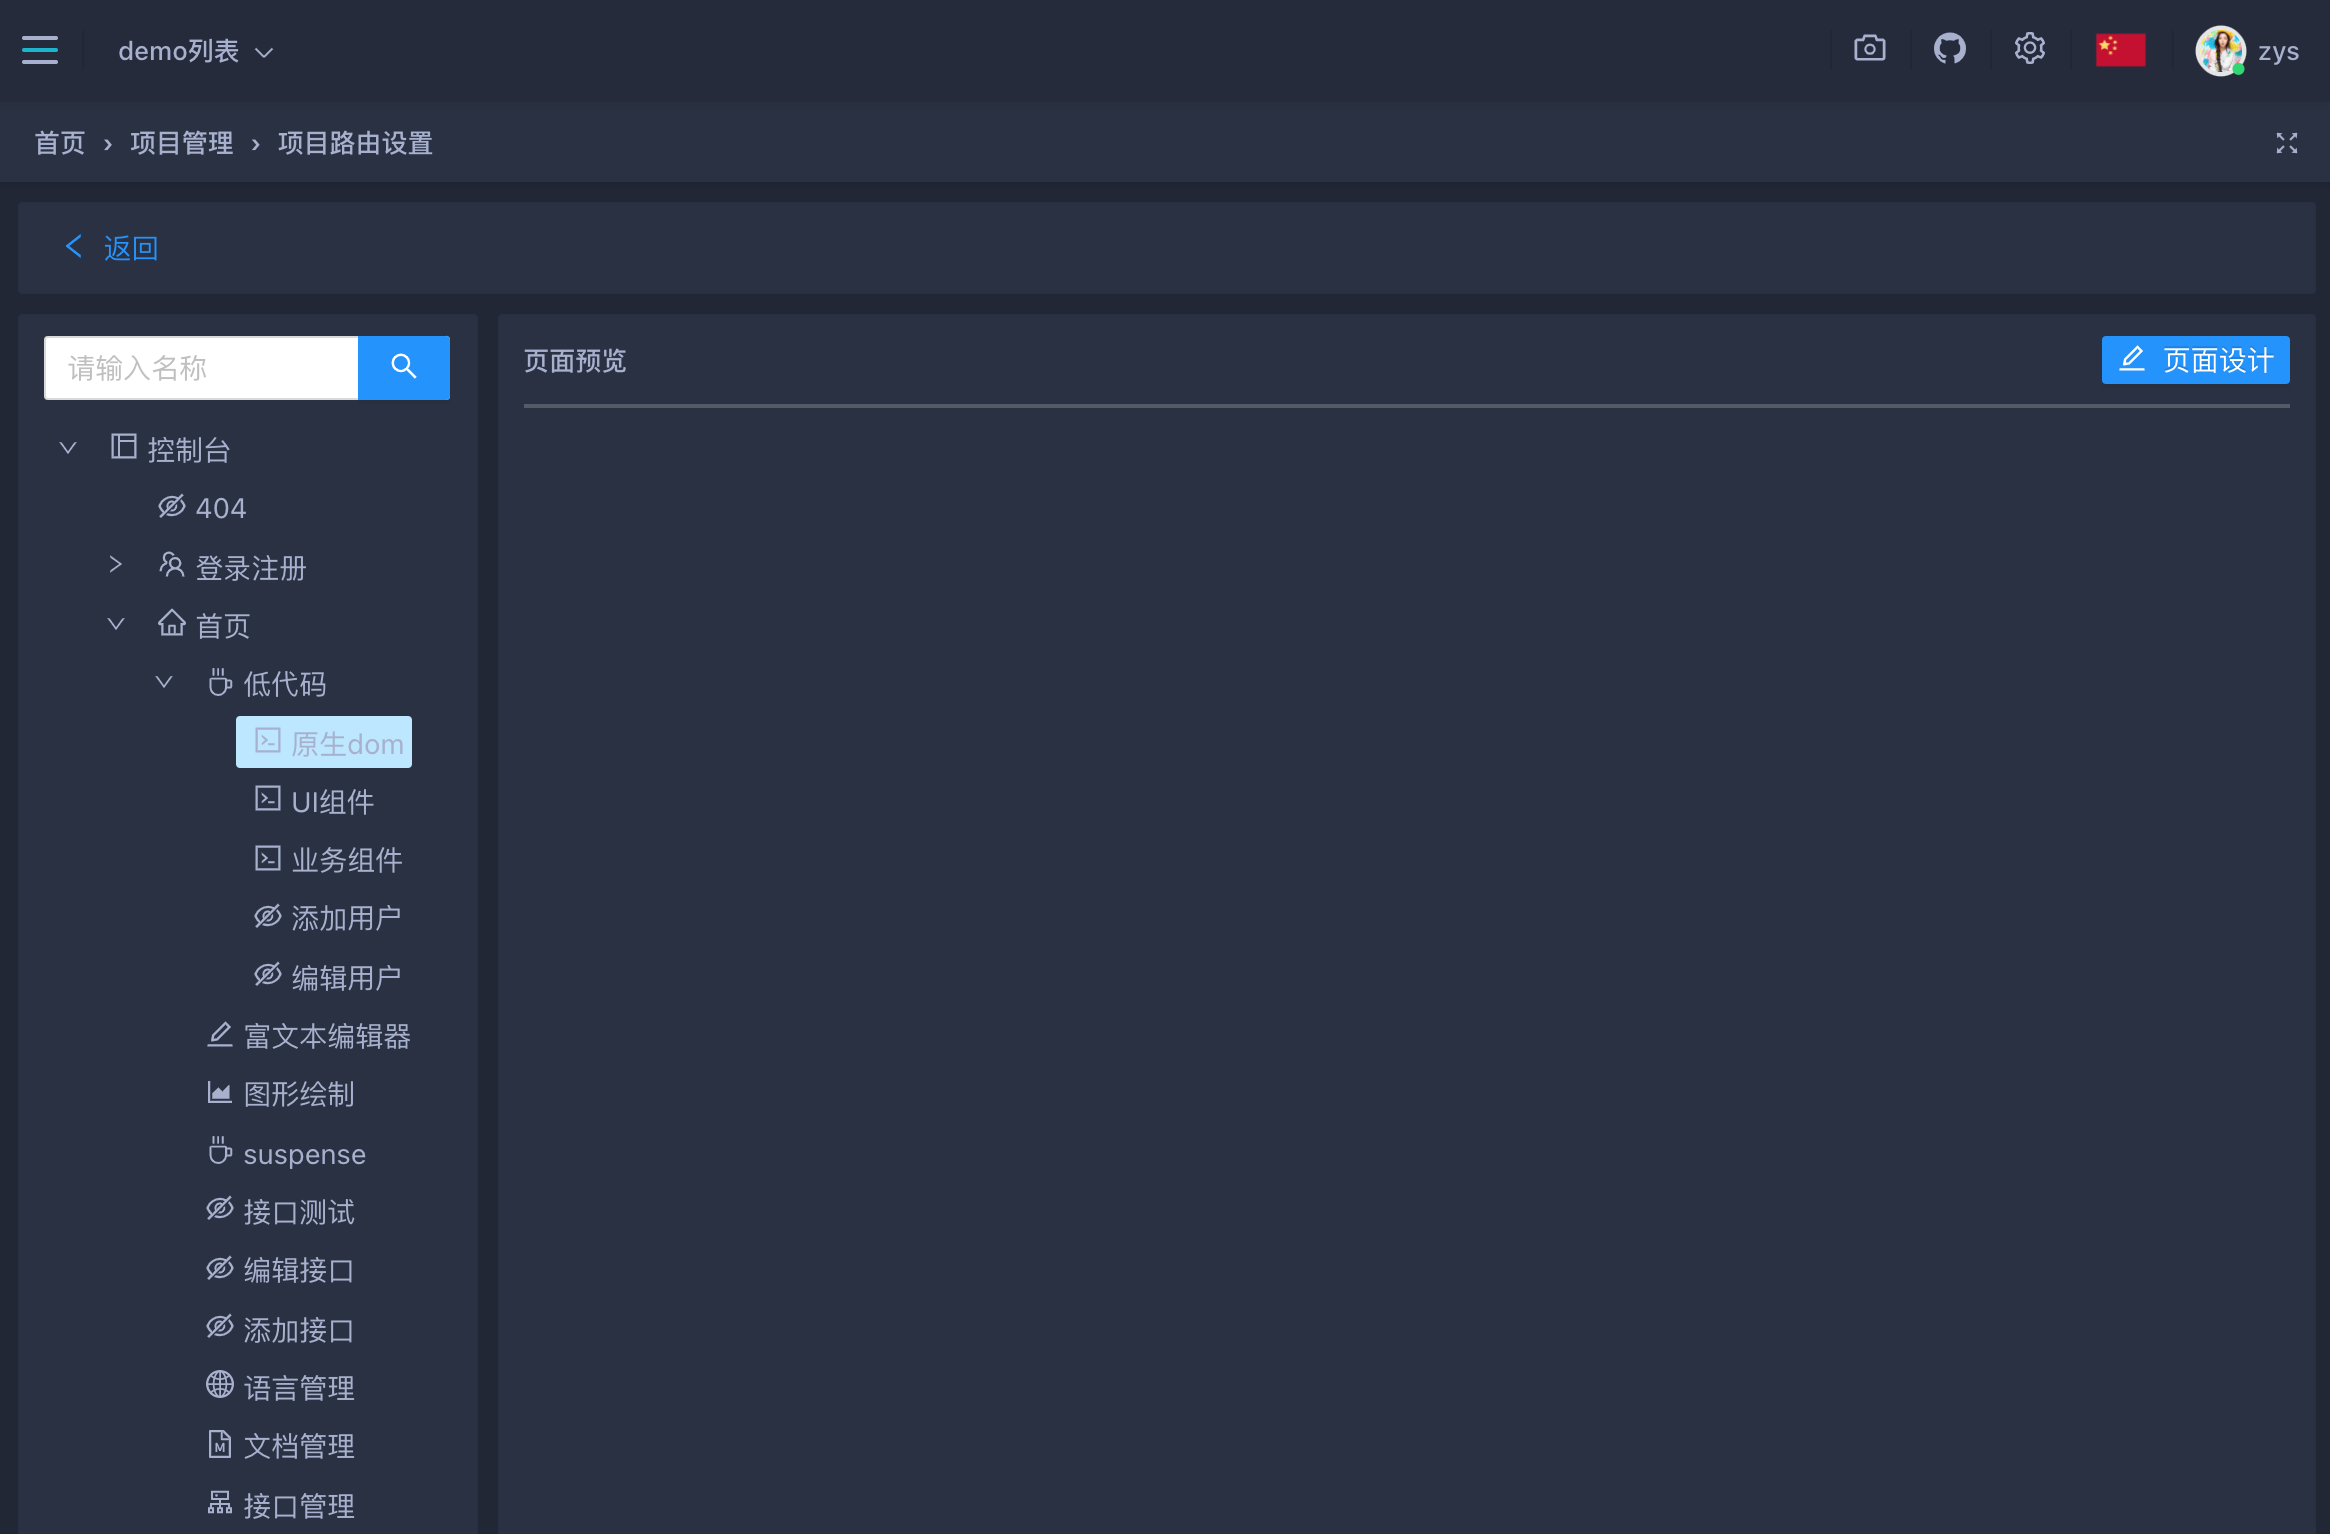 demo列表
zys
首页 › 项目管理 › 项目路由设置
返回
请输入名称
控制台
404
登录注册
首页
低代码
原生dom
UI组件
业务组件
添加用户
编辑用户
富文本编辑器
图形绘制
suspense
接口测试
编辑接口
添加接口
语言管理
文档管理
接口管理
页面预览
页面设计